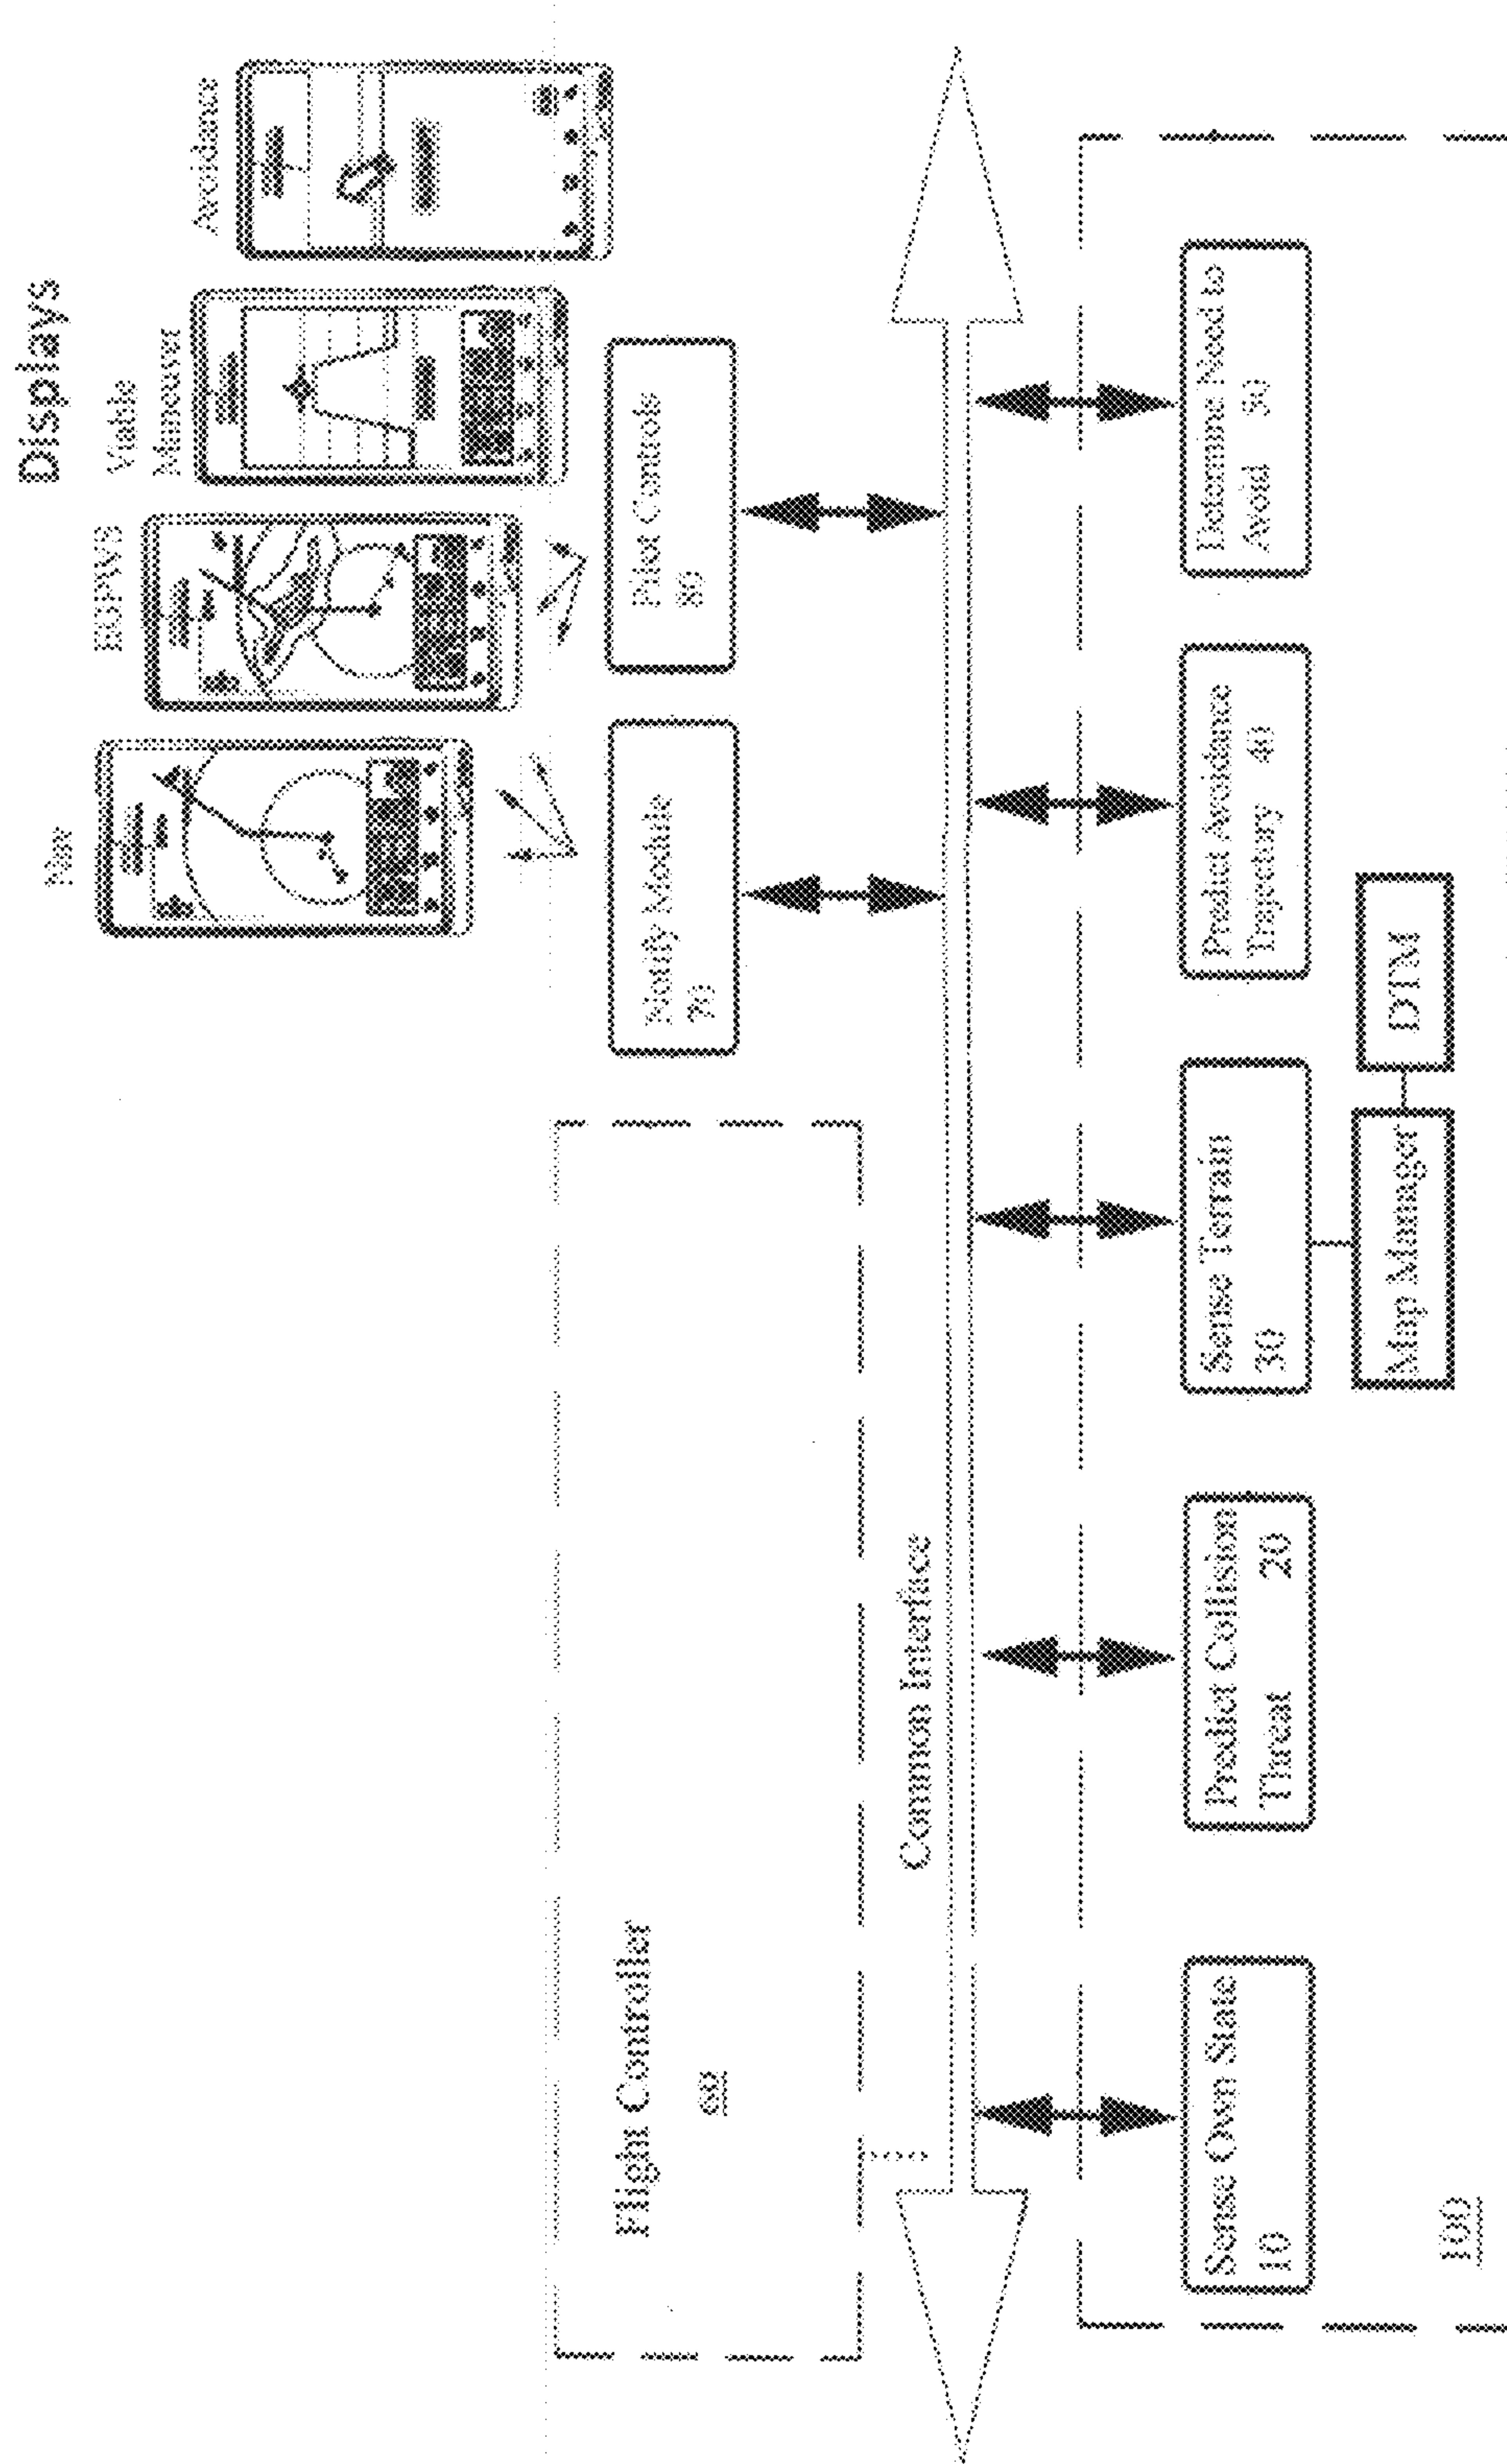 Displays
Nav
EGPWS
Viable
Maneuver
Avoidance
Flight Controller
60
Notify Module
70
Pilot Controls
80
Common Interface
Sense Own State
10
Predict Collision
Threat 20
Sense Terrain
30
Predict Avoidance
Trajectory 40
Determine Need to
Avoid 50
Map Manager
DTM
100